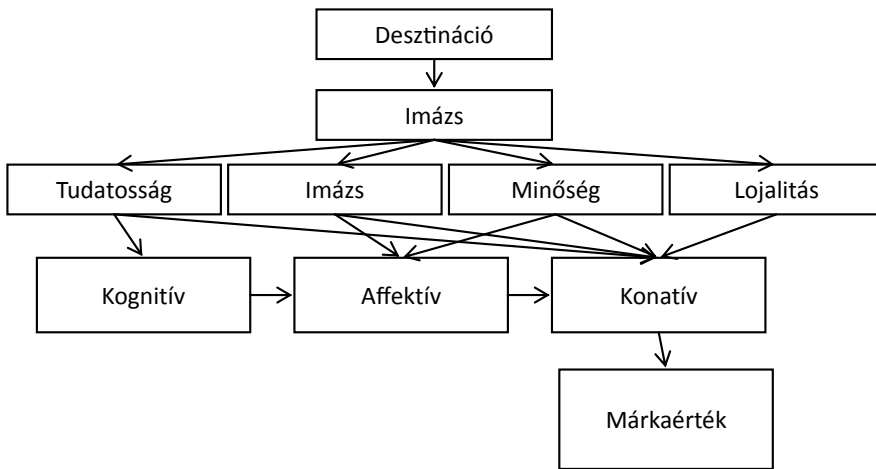 Desztináció
Imázs
Tudatosság
Imázs
Minőség
Lojalitás
Kognitív
Affektív
Konatív
Márkaérték